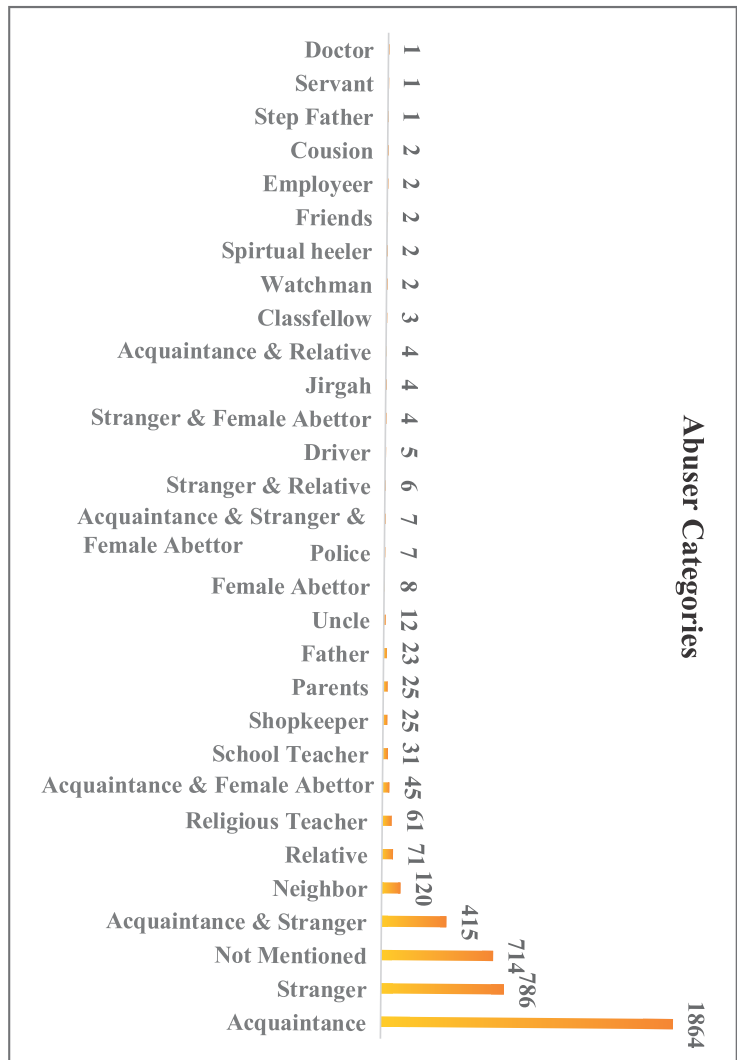 Abuser Categories
Doctor 1
Servant 1
Step Father 1
Cousion 2
Employeer 2
Friends 2
Spirtual heeler 2
Watchman 2
Classfellow 3
Acquaintance & Relative 4
Jirgah 4
Stranger & Female Abettor 4
Driver 5
Stranger & Relative 6
Acquaintance & Stranger &
Female Abettor 7
Police 7
Female Abettor 8
Uncle 12
Father 23
Parents 25
Shopkeeper 25
School Teacher 31
Acquaintance & Female Abettor 45
Religious Teacher 61
Relative 71
Neighbor 120
Acquaintance & Stranger 415
Not Mentioned 714
Stranger 786
Acquaintance 1864